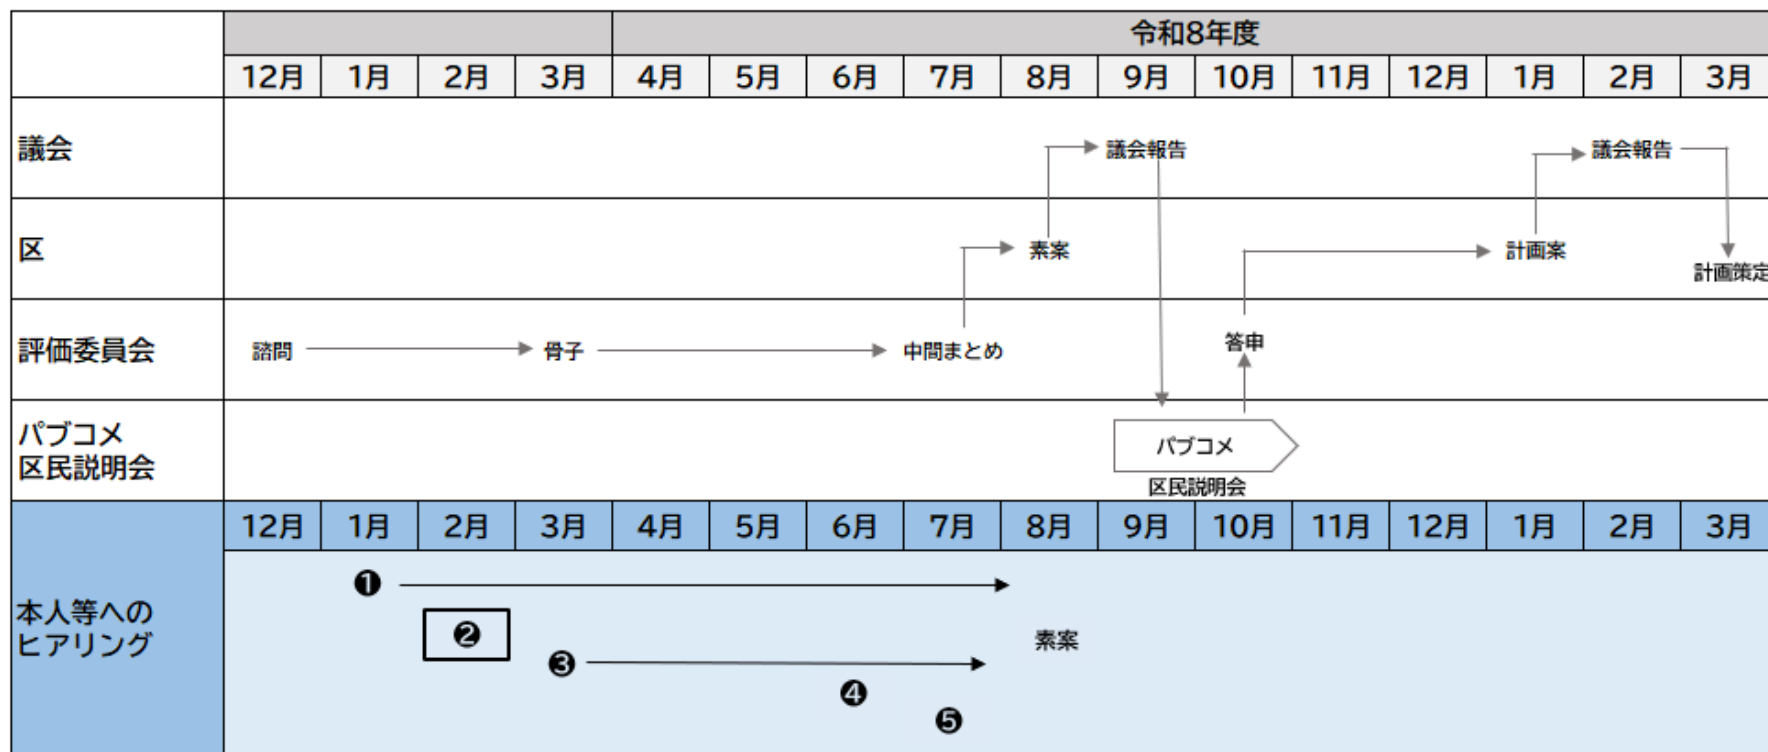 令和8年度
12月 1月 2月 3月 4月 5月 6月 7月 8月 9月 10月 11月 12月 1月 2月 3月
議会 議会報告 議会報告
区 素案 計画案
計画策定
評価委員会 諮問 骨子 中間まとめ 答申
パブコメ
区民説明会
パブコメ
区民説明会
12月 1月 2月 3月 4月 5月 6月 7月 8月 9月 10月 11月 12月 1月 2月 3月
本人等への
ヒアリング
❶
❷ 素案
❸
❹
❺